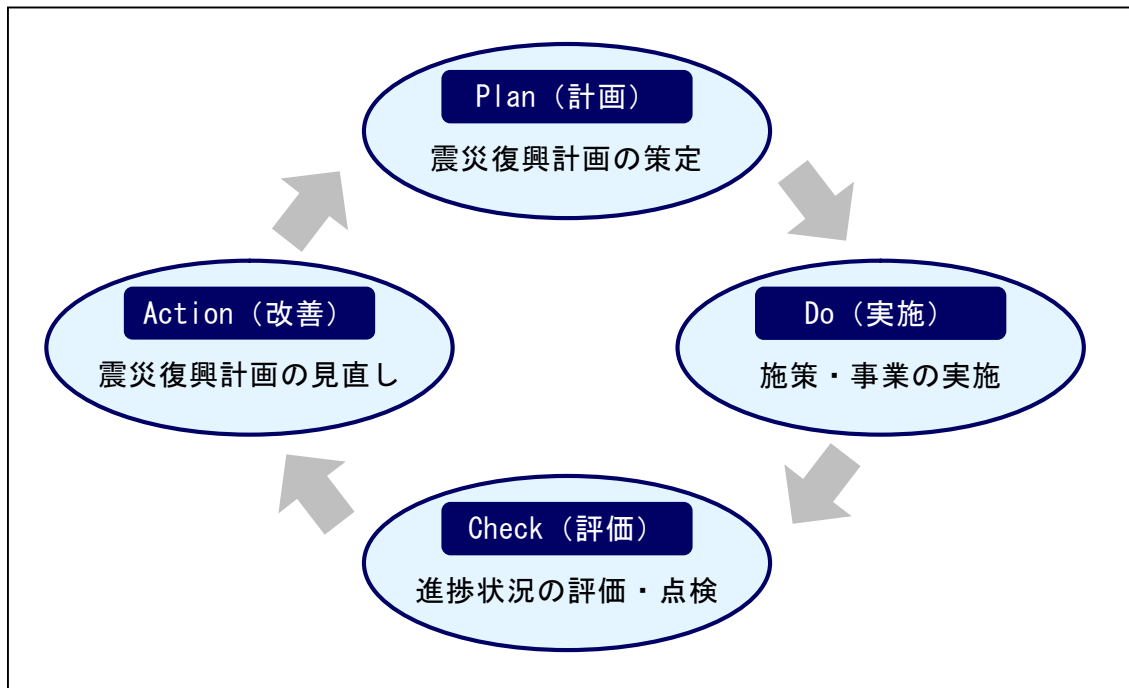 Plan（計画）
震災復興計画の策定
Action（改善）
震災復興計画の見直し
Do（実施）
施策・事業の実施
Check（評価）
進捗状況の評価・点検